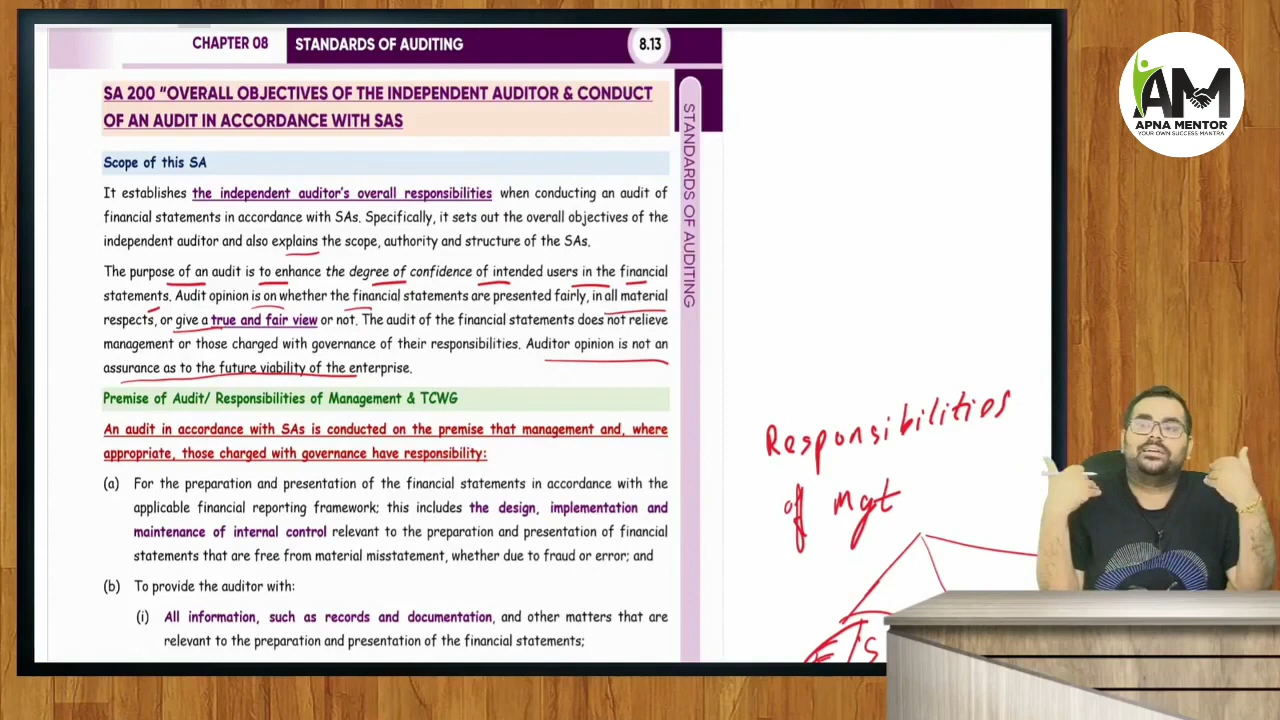 CHAPTER 08 STANDARDS OF AUDITING 8.13
SA 200 “OVERALL OBJECTIVES OF THE INDEPENDENT AUDITOR & CONDUCT
OF AN AUDIT IN ACCORDANCE WITH SAS
Scope of this SA
It establishes the independent auditor's overall responsibilities when conducting an audit of
financial statements in accordance with SAs. Specifically, it sets out the overall objectives of the
independent auditor and also explains the scope, authority and structure of the SAs.
The purpose of an audit is to enhance the degree of confidence of intended users in the financial
statements. Audit opinion is on whether the financial statements are presented fairly, in all material
respects, or give a true and fair view or not. The audit of the financial statements does not relieve
management or those charged with governance of their responsibilities. Auditor opinion is not an
assurance as to the future viability of the enterprise.
Premise of Audit/ Responsibilities of Management & TCWG
An audit in accordance with SAs is conducted on the premise that management and, where
appropriate, those charged with governance have responsibility:
(a) For the preparation and presentation of the financial statements in accordance with the
applicable financial reporting framework; this includes the design, implementation and
maintenance of internal control relevant to the preparation and presentation of financial
statements that are free from material misstatement, whether due to fraud or error; and
(b) To provide the auditor with:
(i) All information, such as records and documentation, and other matters that are
relevant to the preparation and presentation of the financial statements;
STANDARDS OF AUDITING
Responsibilities
of mgt
F/S
AM
APNA MENTOR
YOUR OWN SUCCESS MANTRA